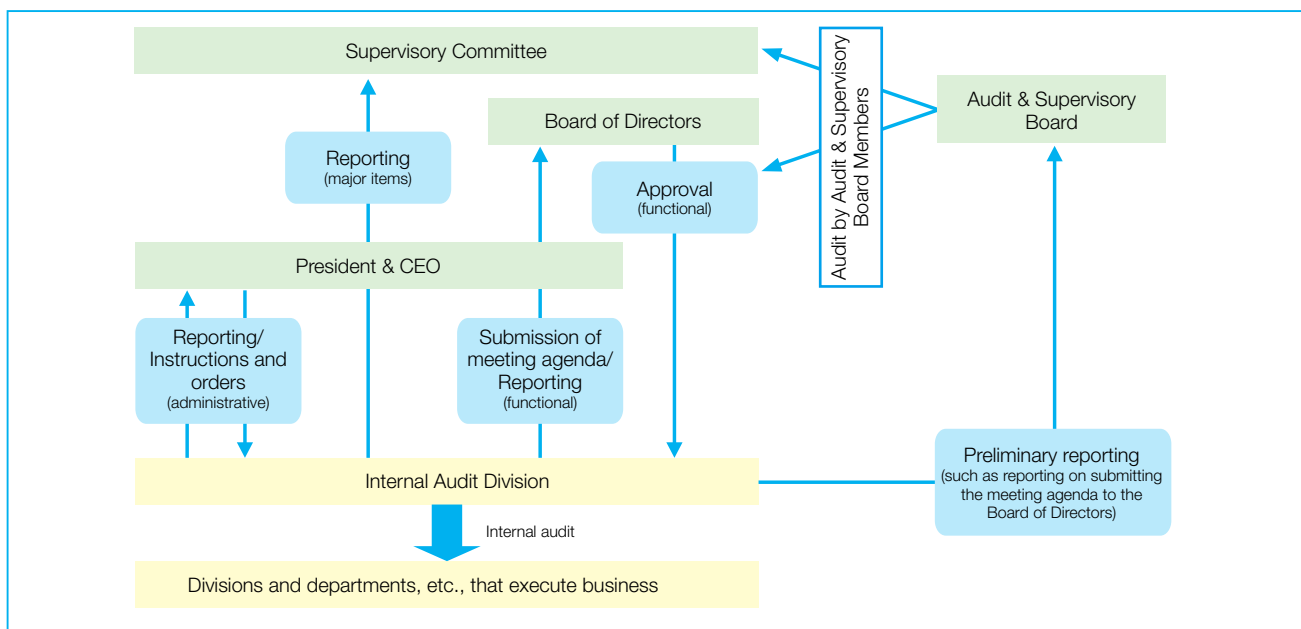 Supervisory Committee
Audit by Audit & Supervisory
Board Members
Audit & Supervisory
Board
Board of Directors
Reporting
(major items)
Approval
(functional)
President & CEO
Reporting/
Instructions and
orders
(administrative)
Submission of
meeting agenda/
Reporting
(functional)
Preliminary reporting
(such as reporting on submitting
the meeting agenda to the
Board of Directors)
Internal Audit Division
Internal audit
Divisions and departments, etc., that execute business